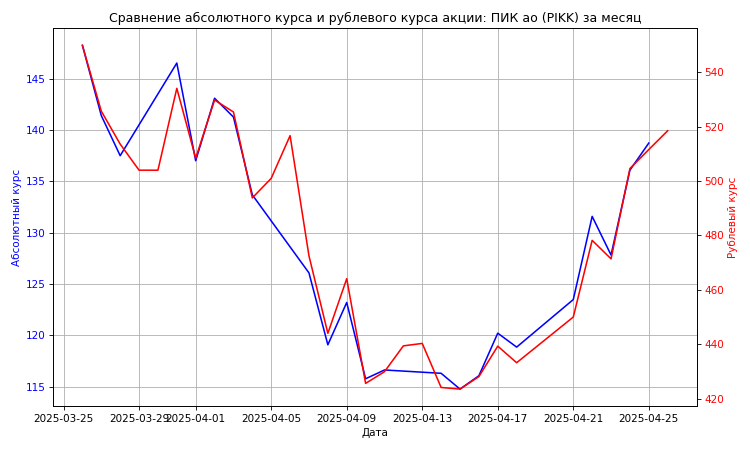 Сравнение абсолютного курса и рублевого курса акции: ПИК ао (PIKK) за месяц
Абсолютный курс
145
140
135
130
125
120
115
540
520
500
480
460
440
420
Рублевый курс
2025-03-25 2025-03-29 2025-04-01 2025-04-05 2025-04-09 2025-04-13 2025-04-17 2025-04-21 2025-04-25
Дата